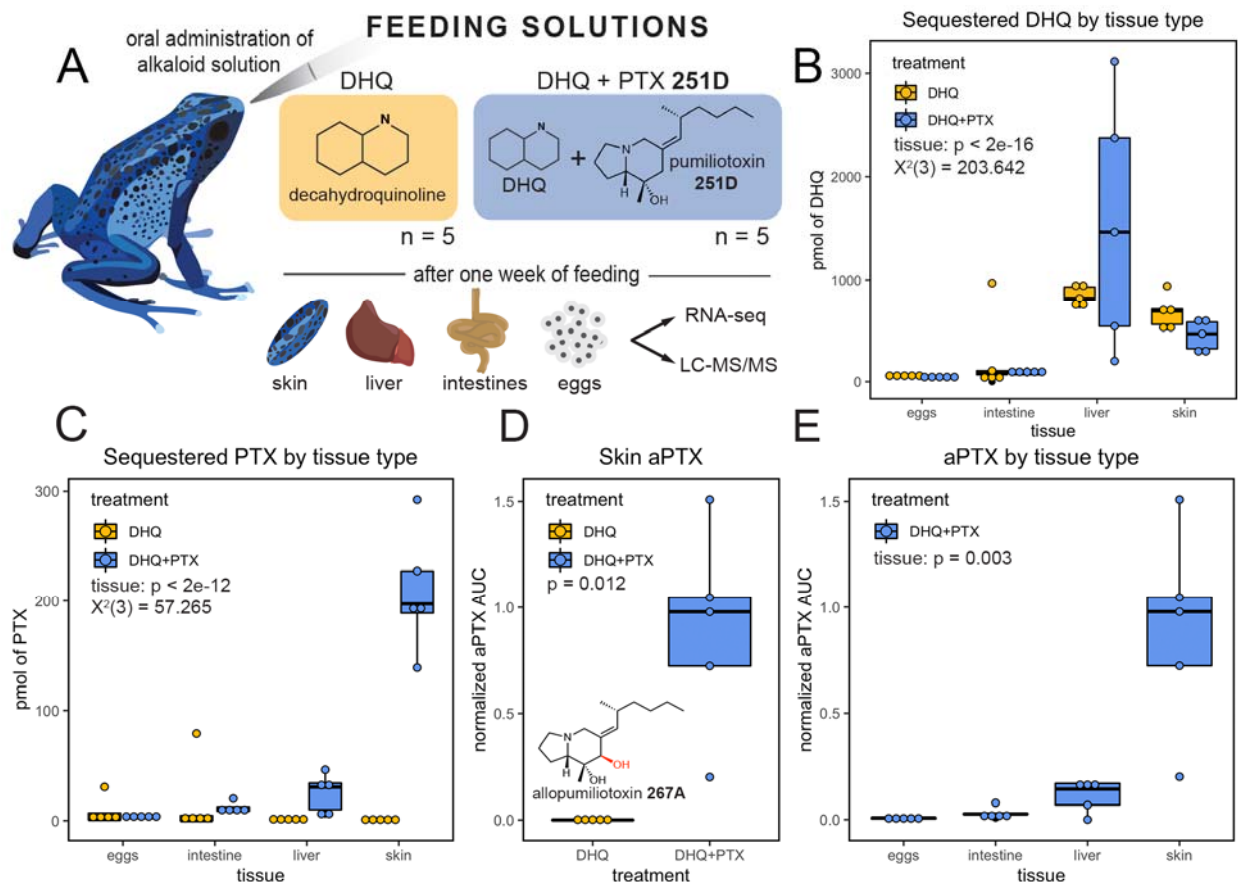 FEEDING SOLUTIONS
A
oral administration of
alkaloid solution
DHQ
N
decahydroquinoline
n = 5
DHQ + PTX 251D
N
DHQ
+
N
H
OH
pumiliotoxin
251D
n = 5
after one week of feeding
skin
liver
intestines
eggs
RNA-seq
LC-MS/MS
B
Sequestered DHQ by tissue type
treatment
DHQ
DHQ+PTX
tissue: p < 2e-16
X²(3) = 203.642
pmol of DHQ
3000
2000
1000
0
eggs
intestine
liver
skin
tissue
C
Sequestered PTX by tissue type
treatment
DHQ
DHQ+PTX
tissue: p < 2e-12
X²(3) = 57.265
pmol of PTX
300
200
100
0
eggs
intestine
liver
skin
tissue
D
Skin aPTX
treatment
DHQ
DHQ+PTX
p = 0.012
normalized aPTX AUC
1.5
1.0
0.5
0.0
N
H
OH
OH
allopumiliotoxin 267A
DHQ
DHQ+PTX
treatment
E
aPTX by tissue type
treatment
DHQ+PTX
tissue: p = 0.003
normalized aPTX AUC
1.5
1.0
0.5
0.0
eggs
intestine
liver
skin
tissue